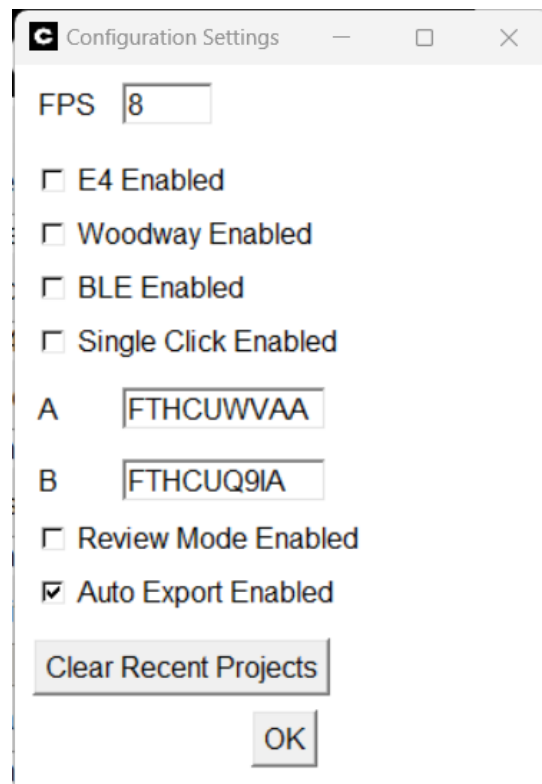 Configuration Settings
FPS 8
E4 Enabled
Woodway Enabled
BLE Enabled
Single Click Enabled
A FTHCUWVAA
B FTHCUQ9IA
Review Mode Enabled
Auto Export Enabled
Clear Recent Projects
OK